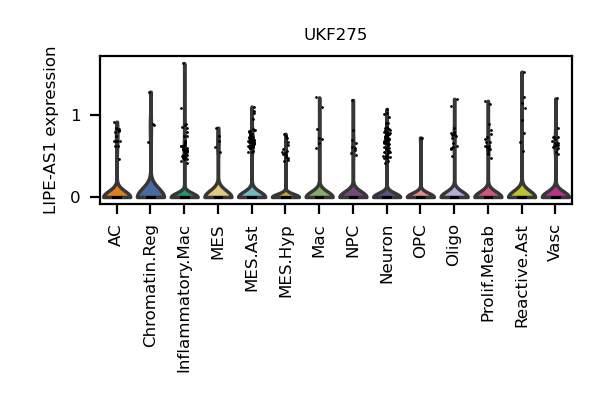 UKF275
LIPE-AS1 expression
1
0
AC
Chromatin.Reg
Inflammatory.Mac
MES
MES.Ast
MES.Hyp
Mac
NPC
Neuron
OPC
Oligo
Prolif.Metab
Reactive.Ast
Vasc